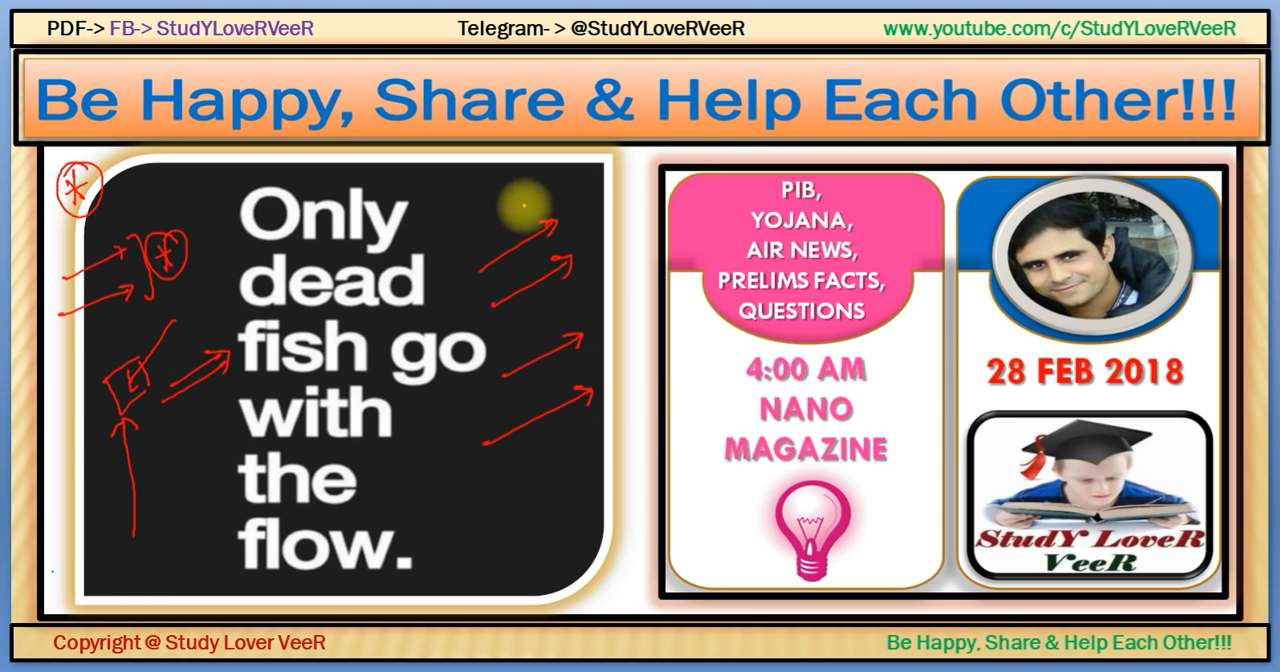 PDF-> FB-> StudYLoveRVeeR
Telegram- > @StudYLoveRVeeR
www.youtube.com/c/StudYLoveRVeeR
Be Happy, Share & Help Each Other!!!
Only
dead
fish go
with
the
flow.
PIB,
YOJANA,
AIR NEWS,
PRELIMS FACTS,
QUESTIONS
4:00 AM
NANO
MAGAZINE
28 FEB 2018
StudY LoveR
VeeR
Copyright @ Study Lover VeeR
Be Happy, Share & Help Each Other!!!